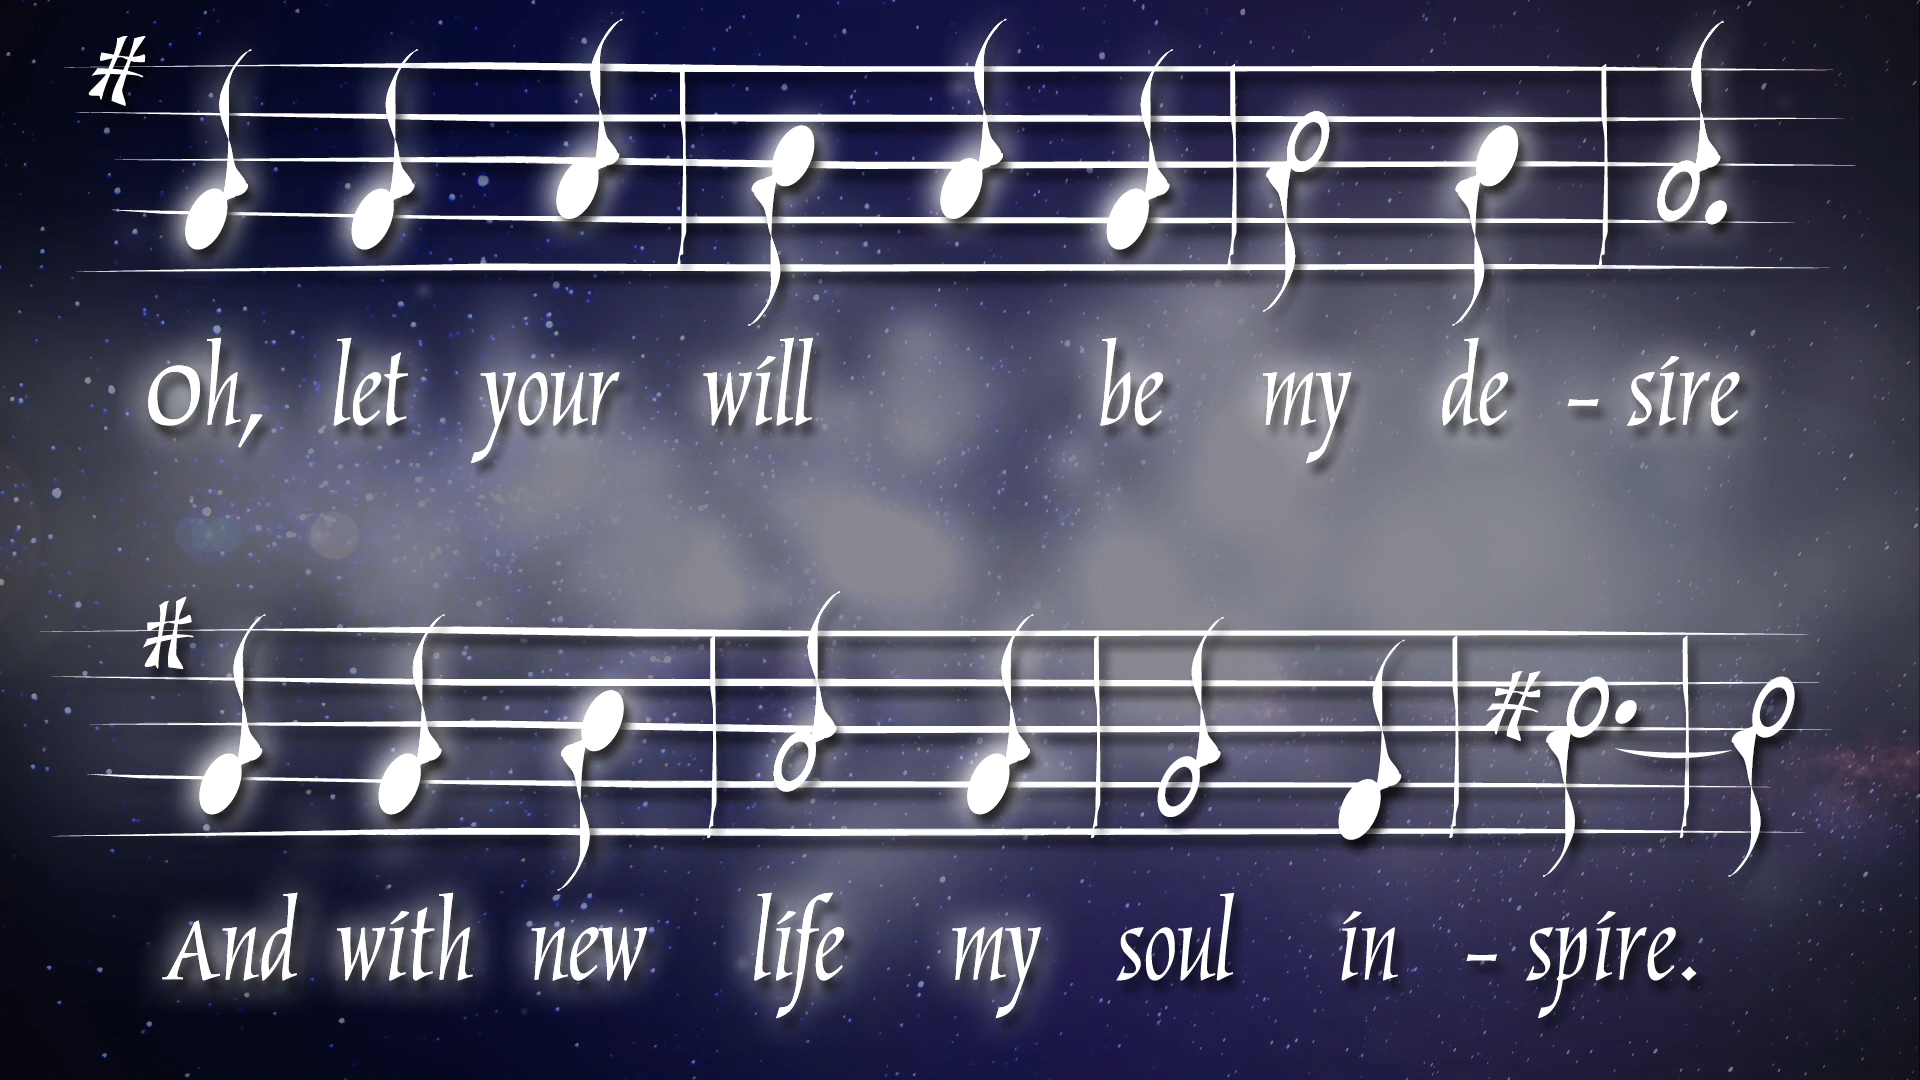 Oh, let your will be my de - sire
And with new life my soul in - spire.